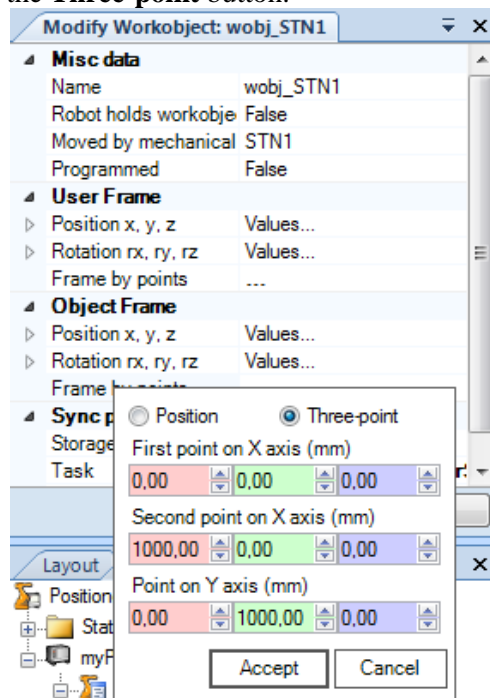 the Three-point button.
Modify Workobject: wobj_STN1
Misc data
Name wobj_STN1
Robot holds workobje False
Moved by mechanical STN1
Programmed False
User Frame
Position x, y, z Values...
Rotation rx, ry, rz Values...
Frame by points ...
Object Frame
Position x, y, z Values...
Rotation rx, ry, rz Values...
Frame by points
Position Three-point
Sync p
Storage First point on X axis (mm)
Task
0,00 0,00 0,00
Second point on X axis (mm)
1000,00 0,00 0,00
Layout
Point on Y axis (mm)
Position
0,00 1000,00 0,00
Stat
myF
Accept Cancel